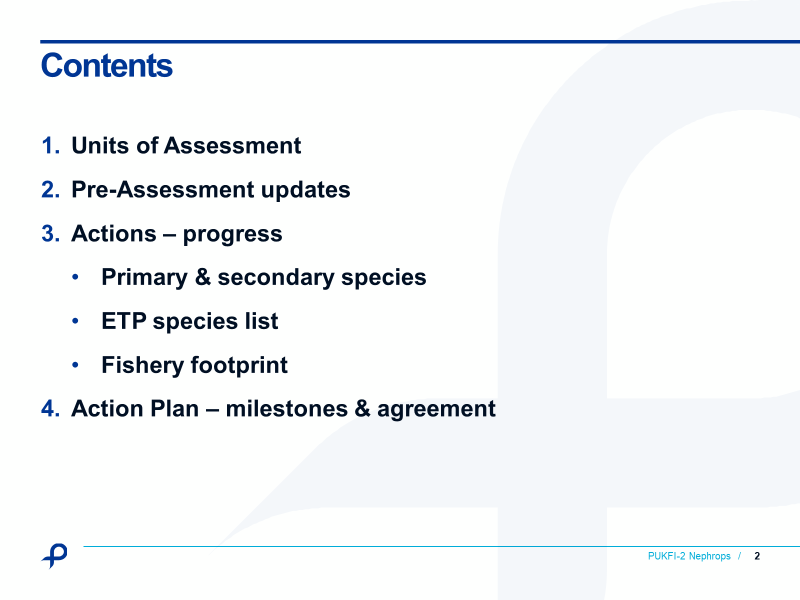 Contents
1. Units of Assessment
2. Pre-Assessment updates
3. Actions – progress
• Primary & secondary species
• ETP species list
• Fishery footprint
4. Action Plan – milestones & agreement
PUKFI-2 Nephrops / 2